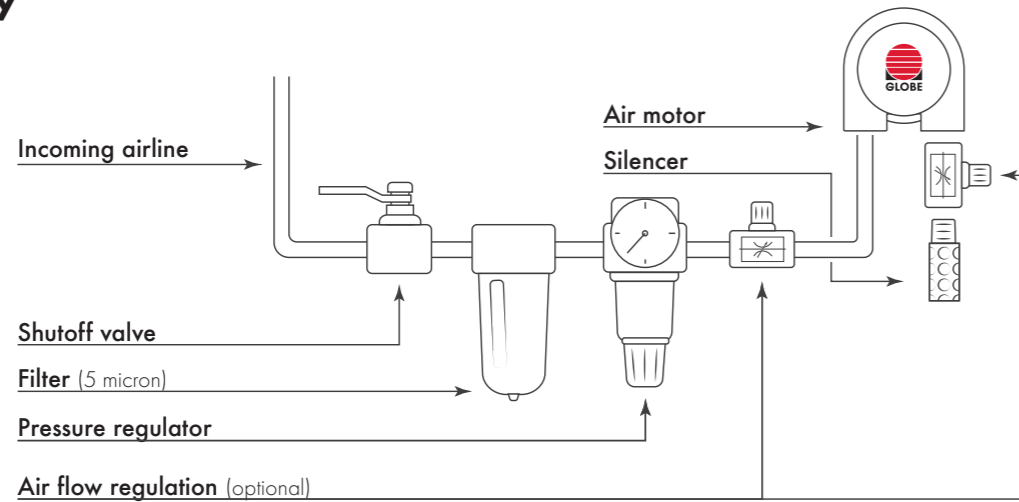 GLOBE
Air motor
Incoming airline
Silencer
Shutoff valve
Filter (5 micron)
Pressure regulator
Air flow regulation (optional)